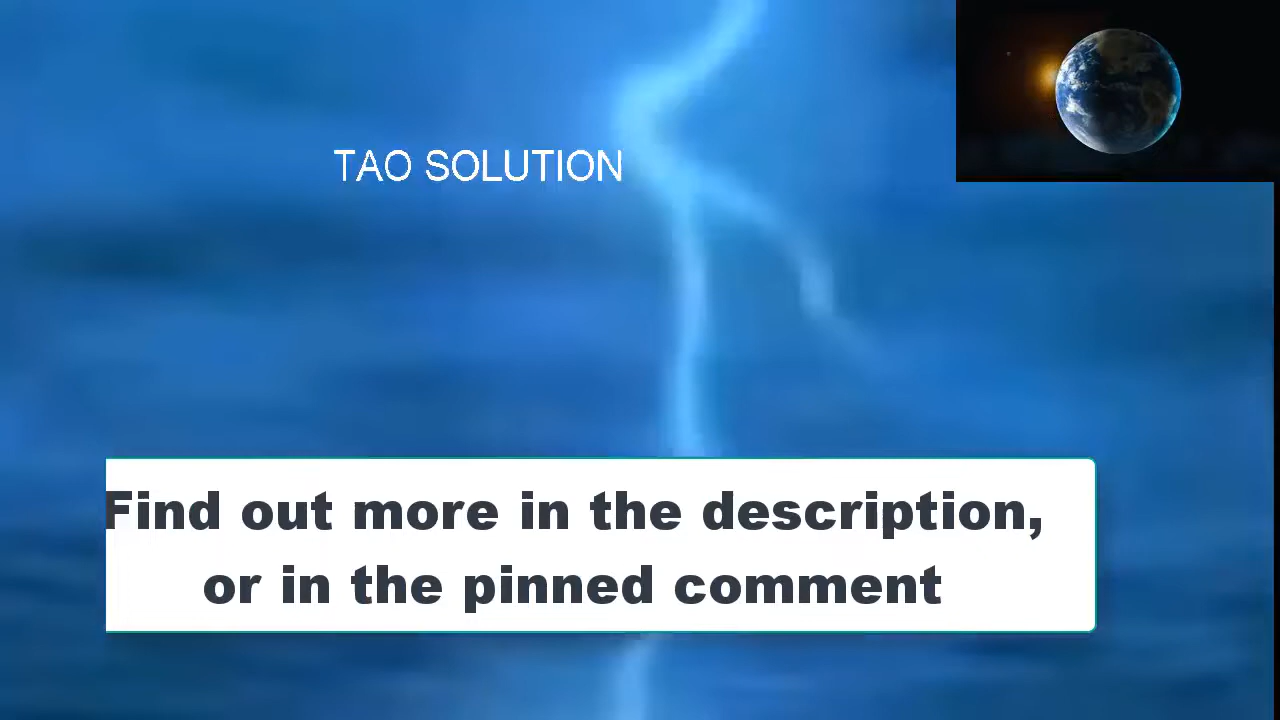 TAO SOLUTION
Find out more in the description,
or in the pinned comment